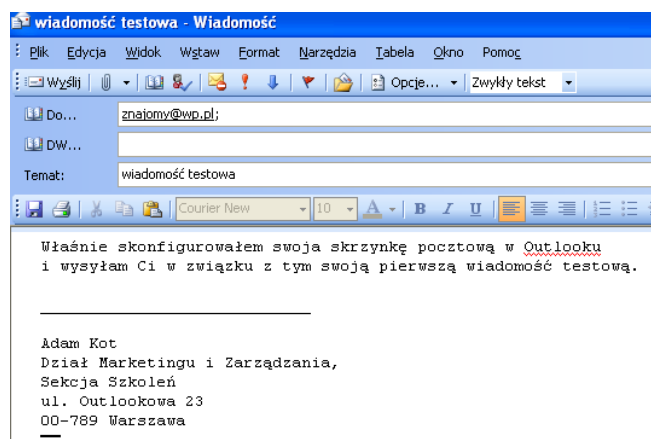 wiadomość testowa - Wiadomość
Plik Edycja Widok Wstaw Format Narzędzia Tabela Okno Pomoc
Wyślij Opcje... Zwykły tekst
Do... znajomy@wp.pl;
DW...
Temat: wiadomość testowa
Courier New 10 A B I U
Właśnie skonfigurowałem swoja skrzynkę pocztową w Outlooku
i wysyłam Ci w związku z tym swoją pierwszą wiadomość testową.
Adam Kot
Dział Marketingu i Zarządzania,
Sekcja Szkoleń
ul. Outlookowa 23
00-789 Warszawa